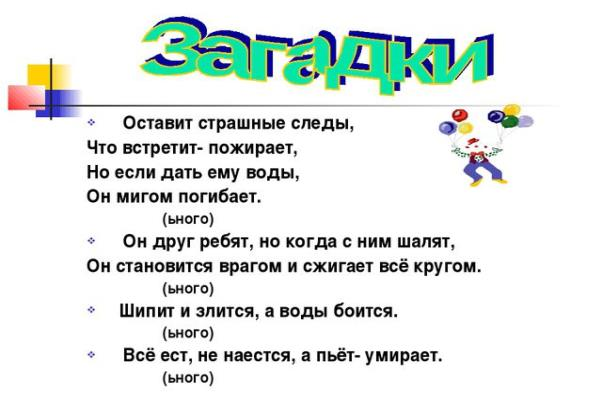 Загадки
Оставит страшные следы,
Что встретит- пожирает,
Но если дать ему воды,
Он мигом погибает.
(ьного)
Он друг ребят, но когда с ним шалят,
Он становится врагом и сжигает всё кругом.
(ьного)
Шипит и злится, а воды боится.
(ьного)
Всё ест, не наестся, а пьёт- умирает.
(ьного)